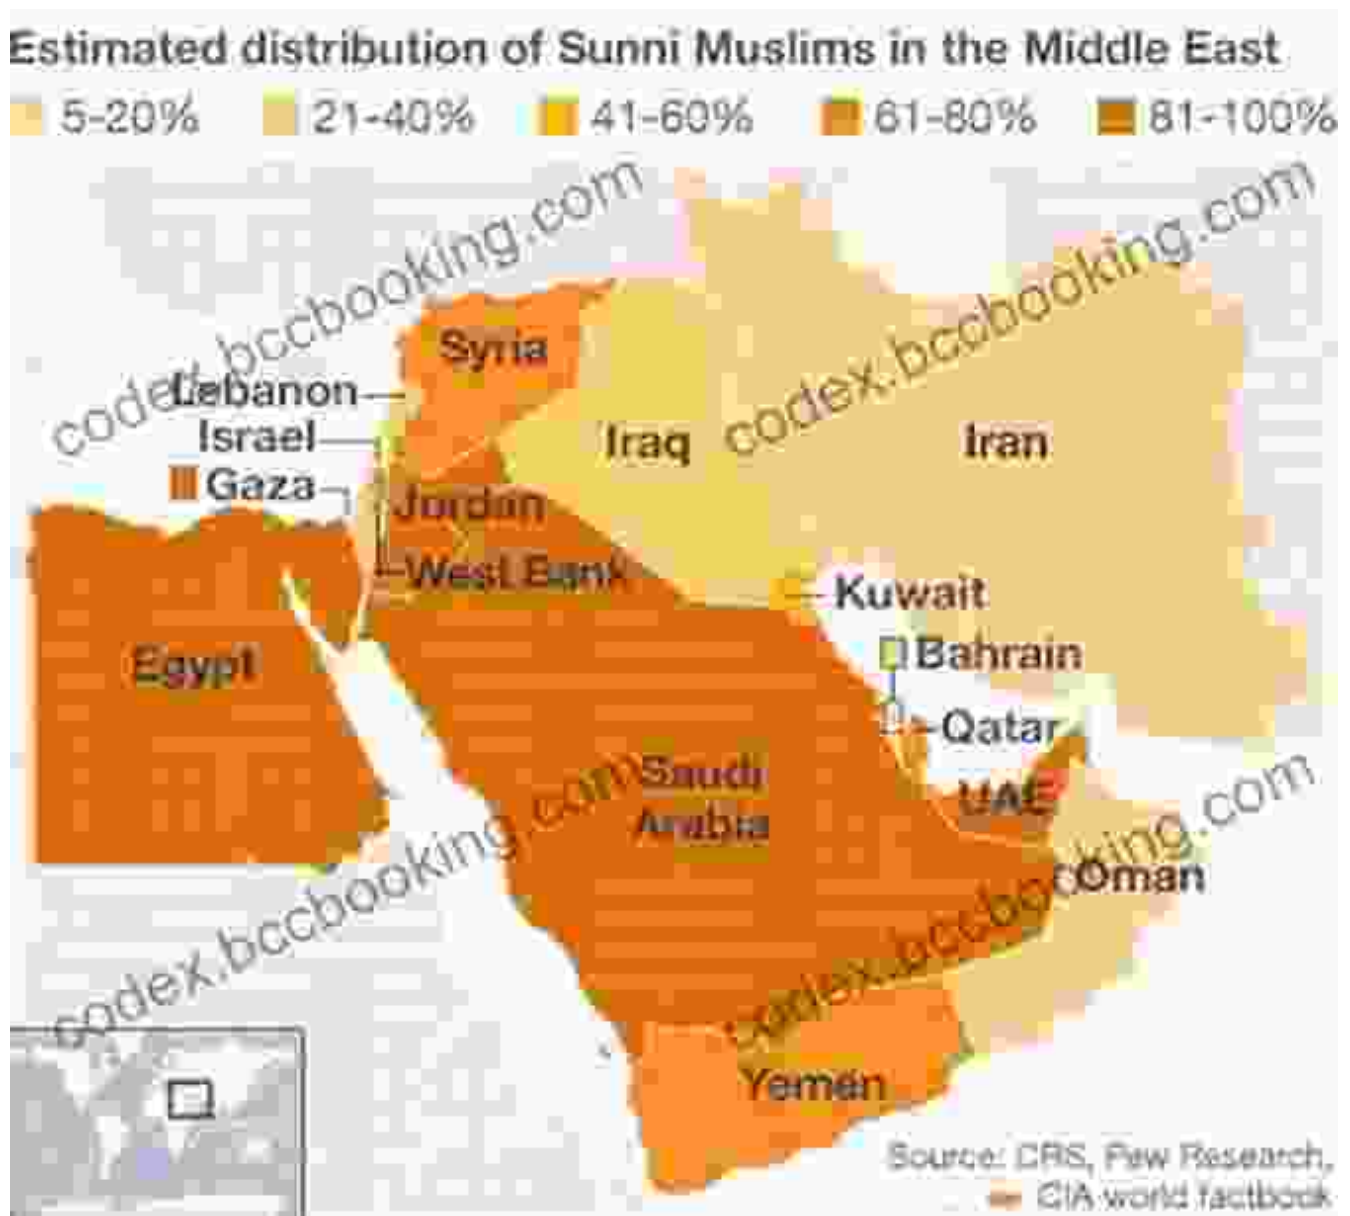 Estimated distribution of Sunni Muslims in the Middle East
5-20% 21-40% 41-60% 61-80% 81-100%
codex.bccbooking.com
codex.bccbooking.com
Syria
Lebanon
Israel
Iraq
Iran
Gaza
Jordan
West Bank
Kuwait
Egypt
Bahrain
Qatar
Saudi
Arabia
UAE
codex.bccbooking.com
codex.bccbooking.com
Oman
Yemen
Source: CRS, Pew Research,
CIA world factbook